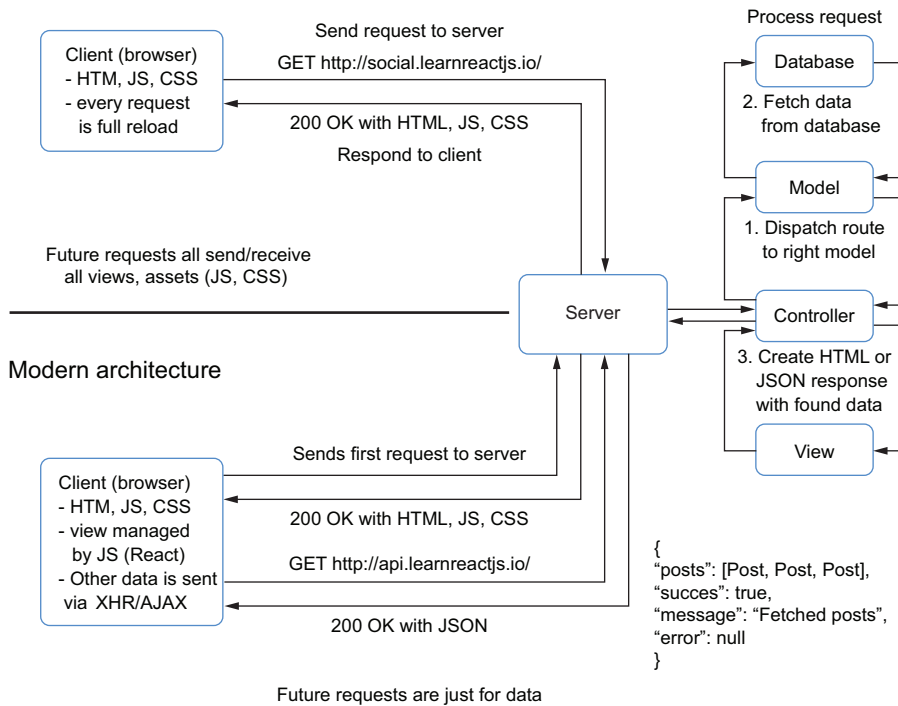 Client (browser)
- HTM, JS, CSS
- every request
is full reload
Send request to server
GET http://social.learnreactjs.io/
200 OK with HTML, JS, CSS
Respond to client
Future requests all send/receive
all views, assets (JS, CSS)
Server
Process request
Database
2. Fetch data
from database
Model
1. Dispatch route
to right model
Controller
3. Create HTML or
JSON response
with found data
View
Modern architecture
Client (browser)
- HTM, JS, CSS
- view managed
by JS (React)
- Other data is sent
via XHR/AJAX
Sends first request to server
200 OK with HTML, JS, CSS
GET http://api.learnreactjs.io/
200 OK with JSON
{
“posts”: [Post, Post, Post],
“succes”: true,
“message”: “Fetched posts”,
“error”: null
}
Future requests are just for data